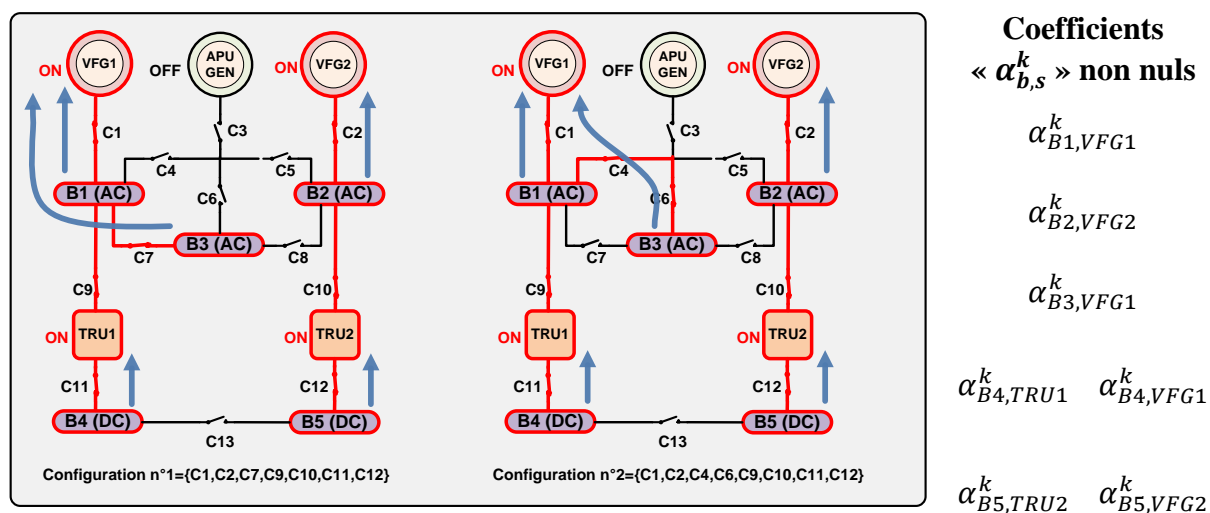 VFG1
ON
OFF
APU
GEN
ON
VFG2
C1
C2
C3
C4
C5
C6
B1 (AC)
B2 (AC)
B3 (AC)
C7
C8
C9
C10
ON
TRU1
ON
TRU2
C11
C12
B4 (DC)
B5 (DC)
C13
Configuration n°1={C1,C2,C7,C9,C10,C11,C12}
VFG1
ON
OFF
APU
GEN
ON
VFG2
C1
C2
C3
C4
C5
C6
B1 (AC)
B2 (AC)
B3 (AC)
C7
C8
C9
C10
ON
TRU1
ON
TRU2
C11
C12
B4 (DC)
B5 (DC)
C13
Configuration n°2={C1,C2,C4,C6,C9,C10,C11,C12}
Coefficients
« α^k_{b,s} » non nuls
α^k_{B1,VFG1}
α^k_{B2,VFG2}
α^k_{B3,VFG1}
α^k_{B4,TRU1} α^k_{B4,VFG1}
α^k_{B5,TRU2} α^k_{B5,VFG2}